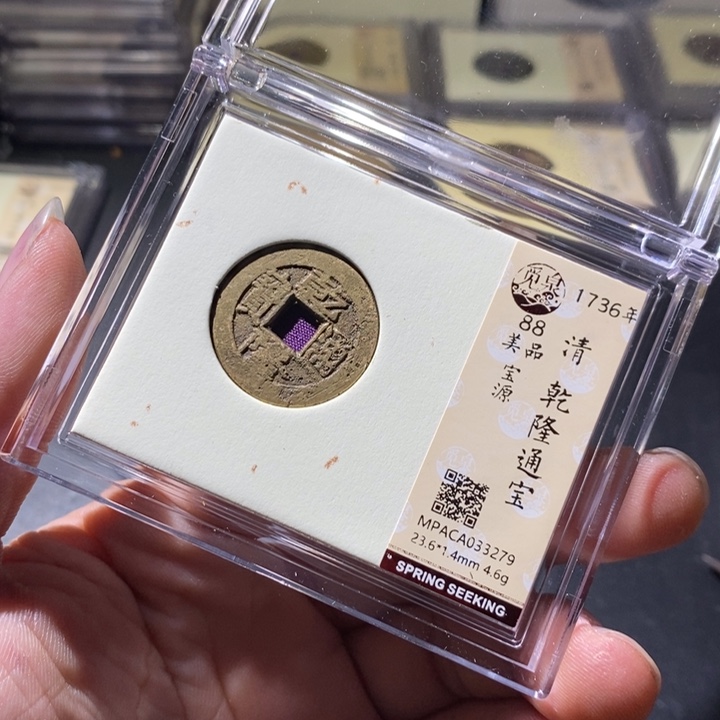 觅泉
1736年
88
美品
宝源
清
乾隆通宝
MPACA033279
23.6*1.4mm 4.6g
SPRING SEEKING